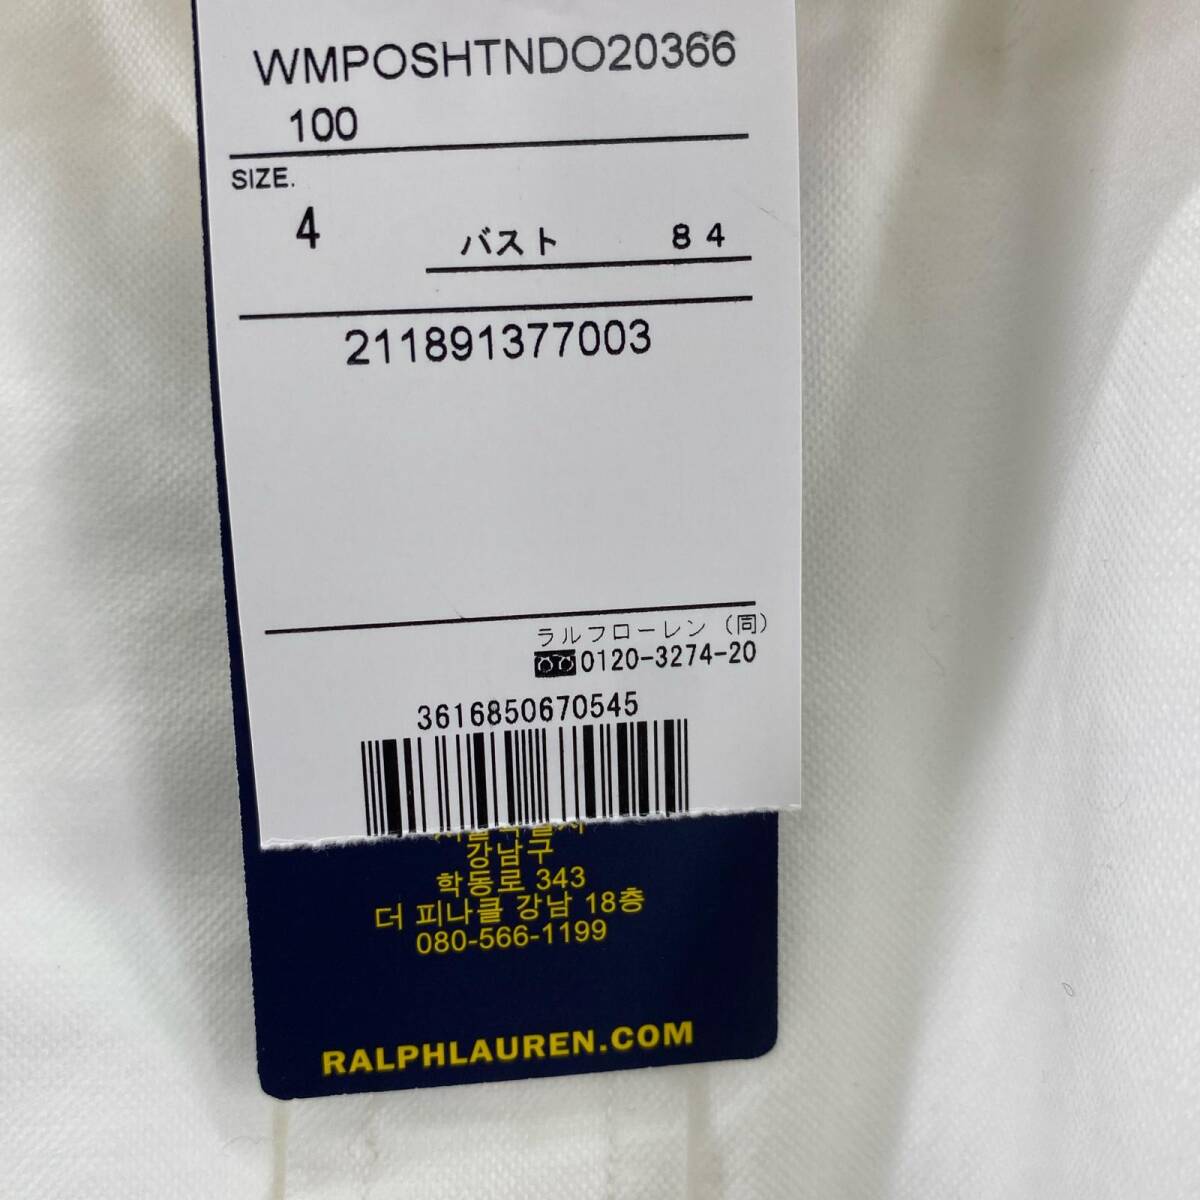 WMPOSHTNDO20366
100
SIZE.
4 バスト 84
211891377003
ラルフローレン(同)
0120-3274-20
3616850670545
강남구
학동로 343
더 피나클 강남 18층
080-566-1199
RALPHLAUREN.COM